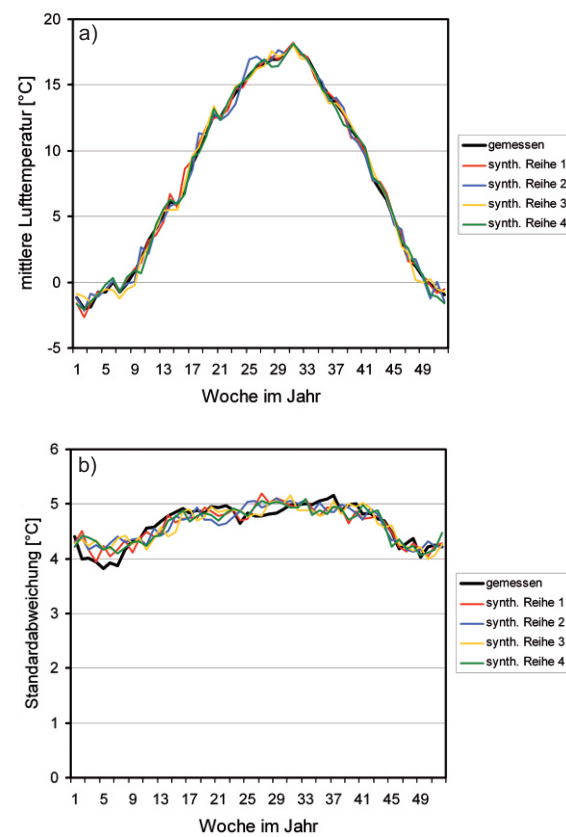 a)
mittlere Lufttemperatur [°C]
20
15
10
5
0
-5
1 5 9 13 17 21 25 29 33 37 41 45 49
Woche im Jahr
gemessen
synth. Reihe 1
synth. Reihe 2
synth. Reihe 3
synth. Reihe 4
b)
Standardabweichung [°C]
6
5
4
3
2
1
0
1 5 9 13 17 21 25 29 33 37 41 45 49
Woche im Jahr
gemessen
synth. Reihe 1
synth. Reihe 2
synth. Reihe 3
synth. Reihe 4